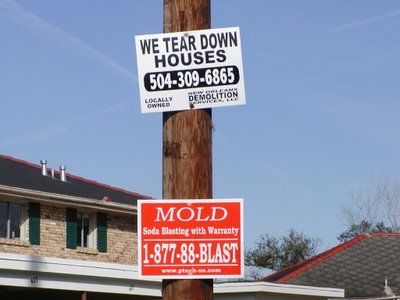 WE TEAR DOWN
HOUSES
504-309-6865
LOCALLY
OWNED
NEW ORLEANS
DEMOLITION
SERVICES, LLC
MOLD
Soda Blasting with Warranty
1-877-88-BLAST
www.ptech-us.com